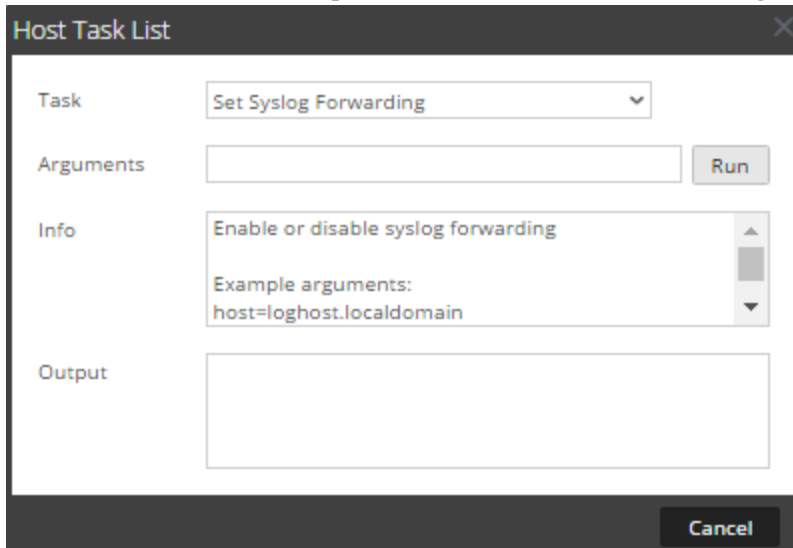 Host Task List
Task
Set Syslog Forwarding
Arguments
Run
Info
Enable or disable syslog forwarding
Example arguments:
host=loghost.localdomain
Output
Cancel